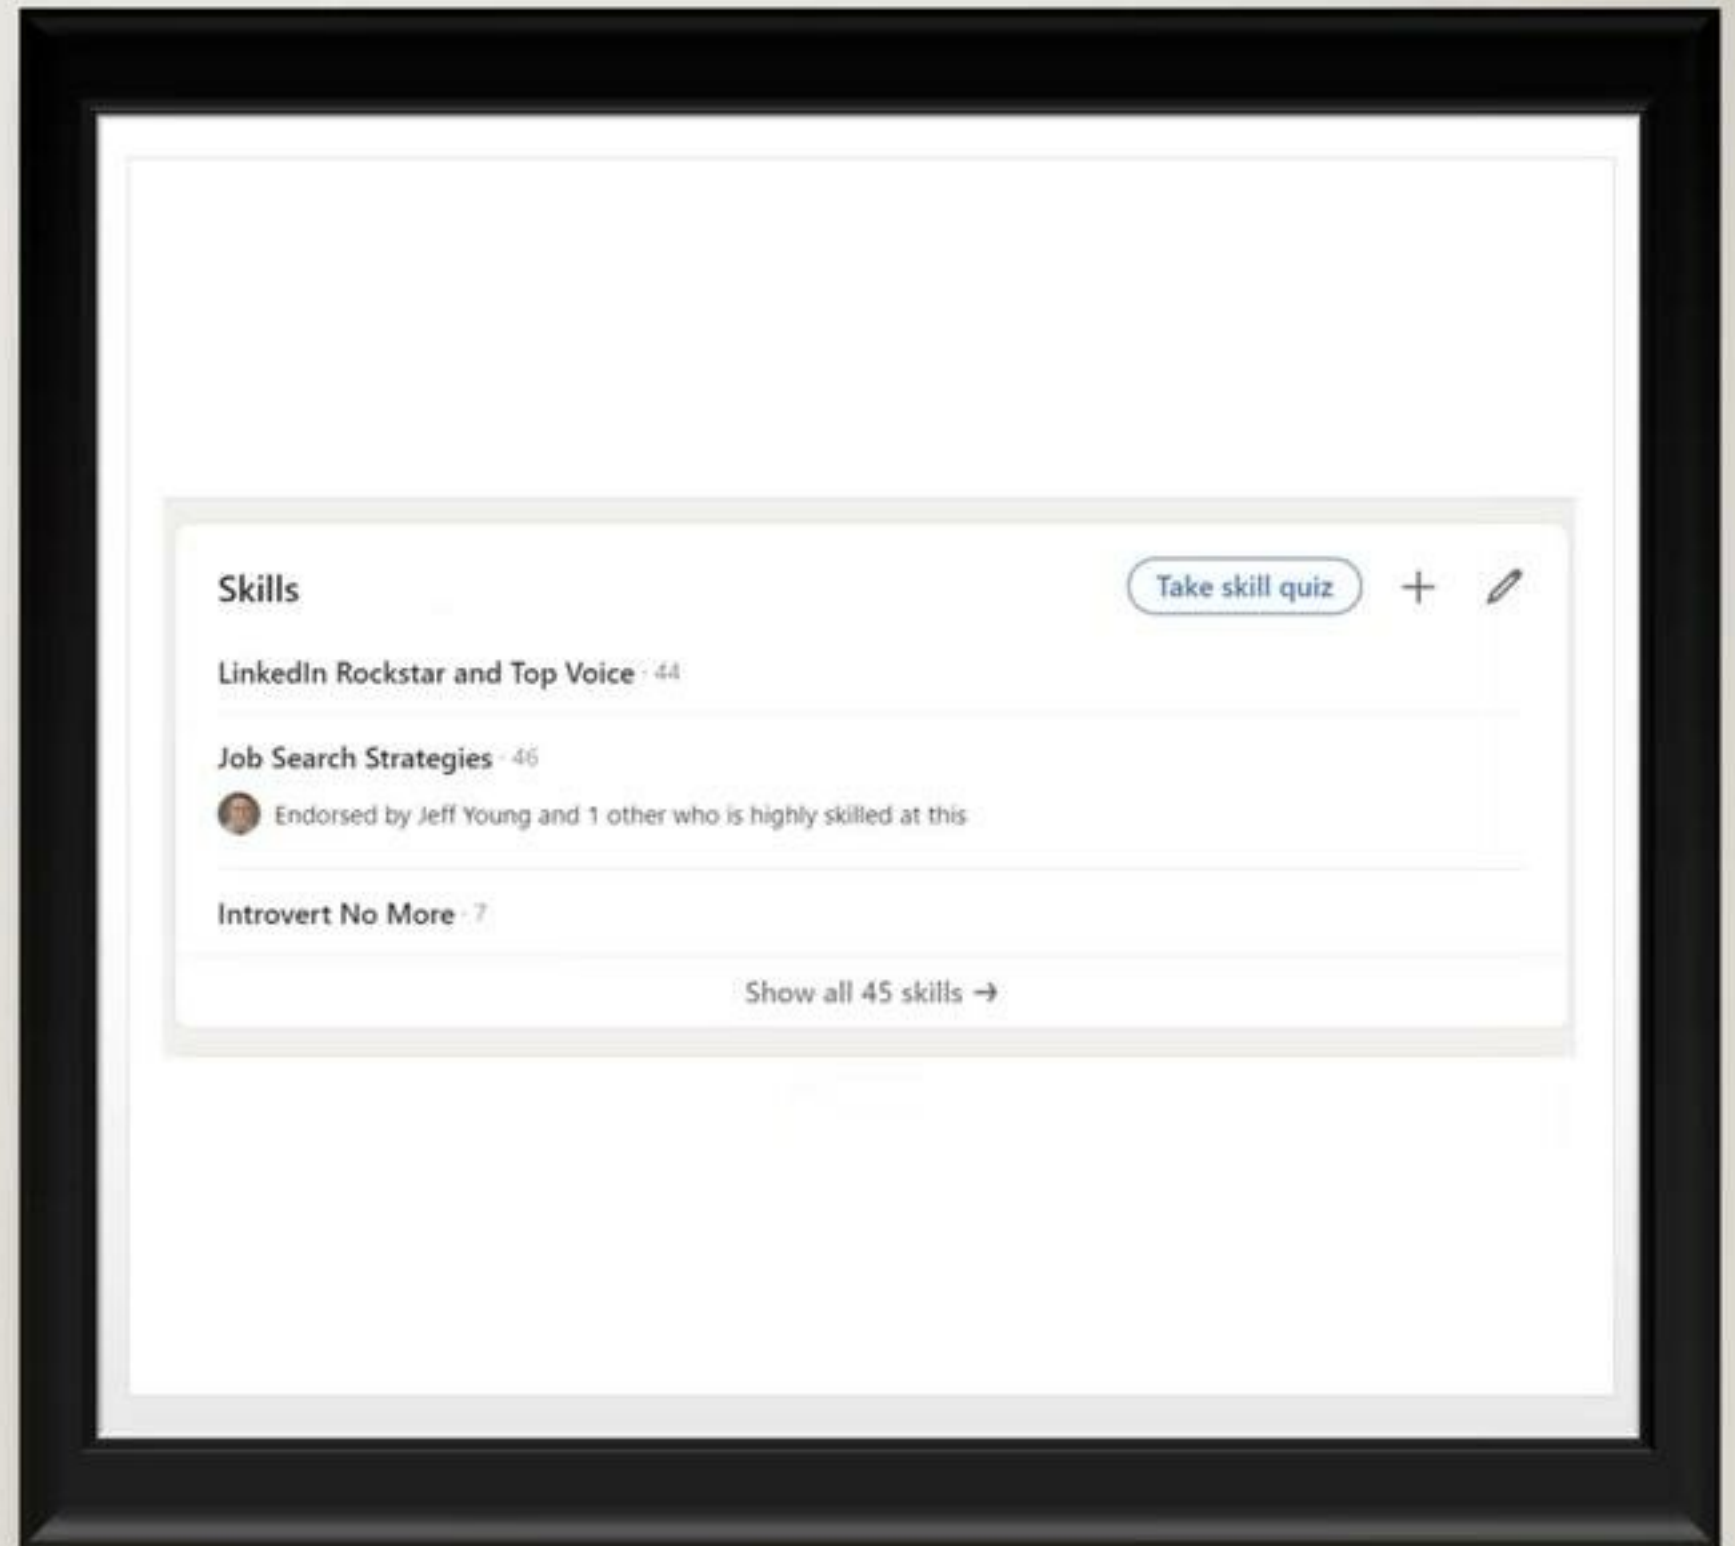 Skills
Take skill quiz
LinkedIn Rockstar and Top Voice · 44
Job Search Strategies · 46
Endorsed by Jeff Young and 1 other who is highly skilled at this
Introvert No More · 7
Show all 45 skills →